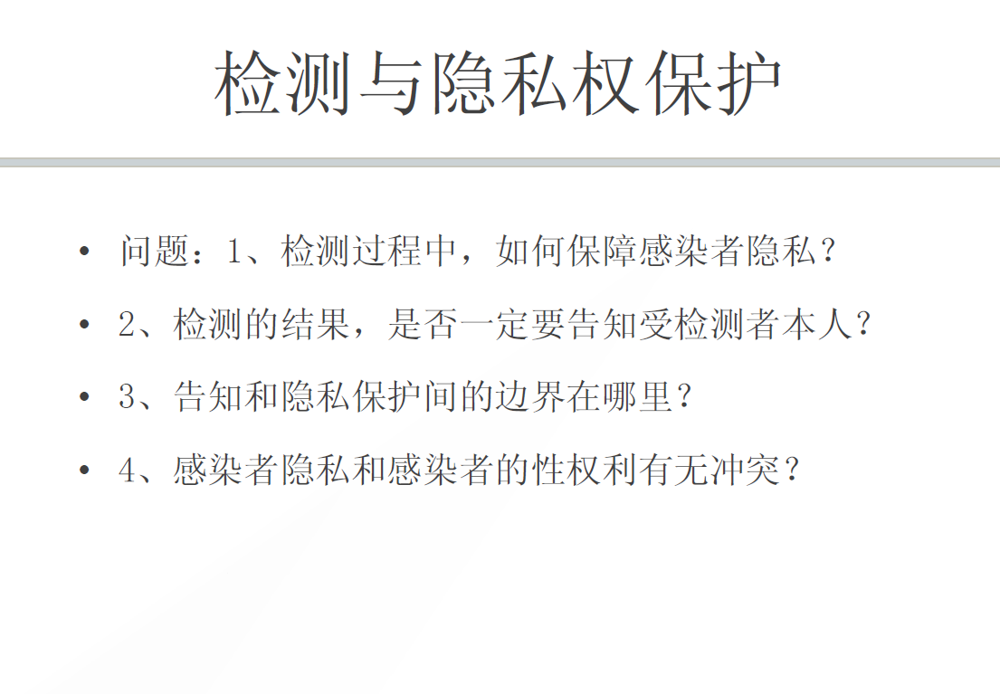 检测与隐私权保护
• 问题：1、检测过程中，如何保障感染者隐私？
• 2、检测的结果，是否一定要告知受检测者本人？
• 3、告知和隐私保护间的边界在哪里？
• 4、感染者隐私和感染者的性权利有无冲突？